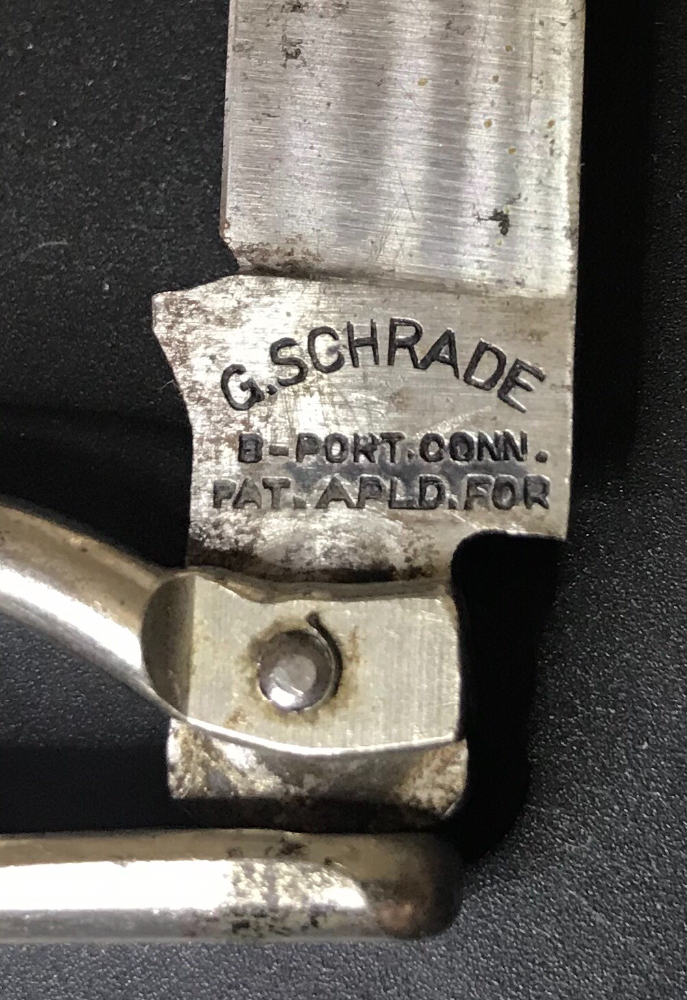 G. SCHRADE
B-PORT. CONN.
PAT. APLD. FOR